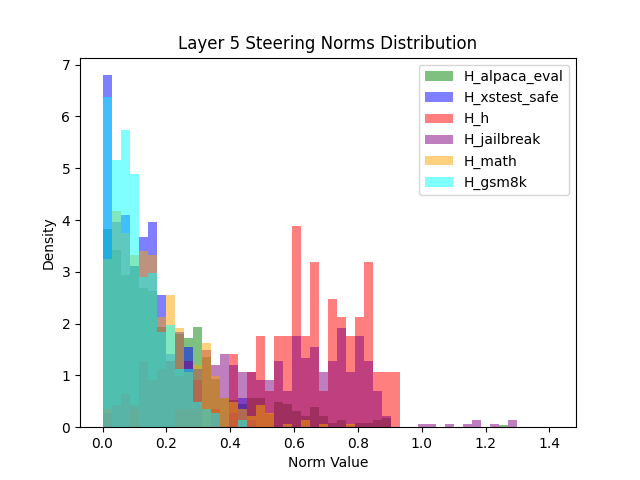 Layer 5 Steering Norms Distribution
7
6
5
4
3
2
1
0
Density
H_alpaca_eval
H_xstest_safe
H_h
H_jailbreak
H_math
H_gsm8k
0.0 0.2 0.4 0.6 0.8 1.0 1.2 1.4
Norm Value